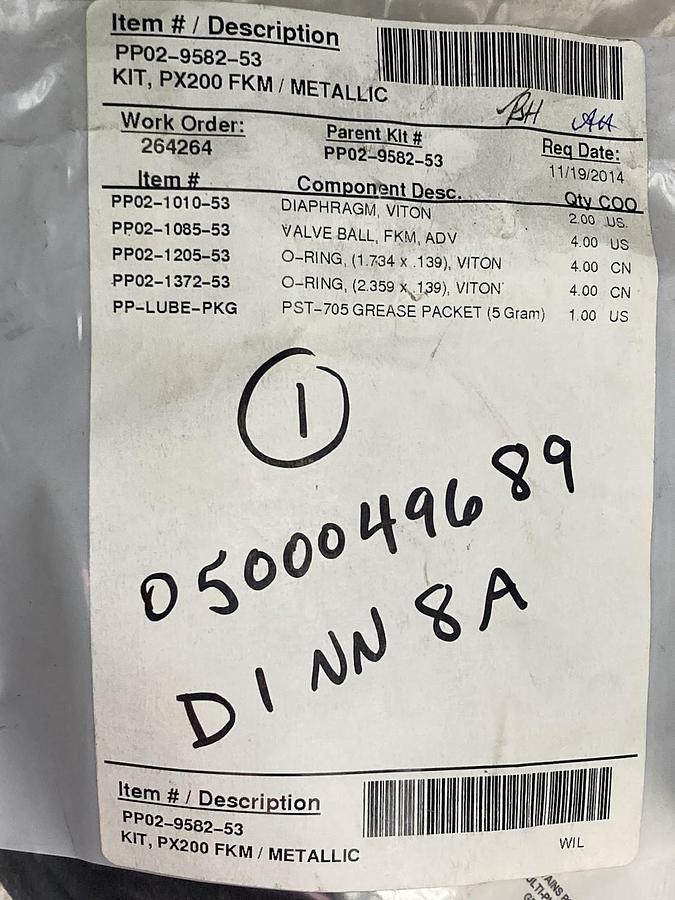 Item # / Description
PP02-9582-53
KIT, PX200 FKM / METALLIC
BH AA
Work Order: Parent Kit # Req Date:
264264 PP02-9582-53 11/19/2014
Item # Component Desc. Qty COO
PP02-1010-53 DIAPHRAGM, VITON 2.00 US
PP02-1085-53 VALVE BALL, FKM, ADV 4.00 US
PP02-1205-53 O-RING, (1.734 x .139), VITON 4.00 CN
PP02-1372-53 O-RING, (2.359 x .139), VITON 4.00 CN
PP-LUBE-PKG PST-705 GREASE PACKET (5 Gram) 1.00 US
1
0500049689
D1NN8A
Item # / Description
PP02-9582-53
KIT, PX200 FKM / METALLIC
WIL